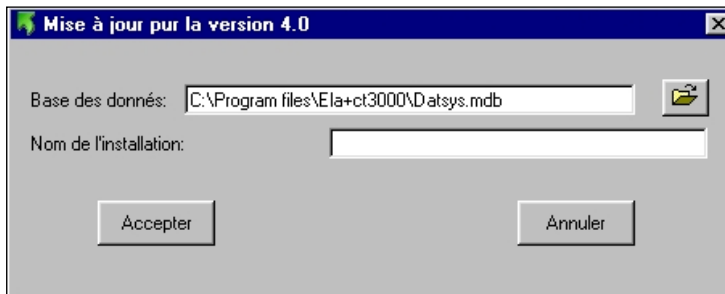 Mise à jour pur la version 4.0
Base des donnés: C:\Program files\Ela+ct3000\Datsys.mdb
Nom de l'installation:
Accepter Annuler